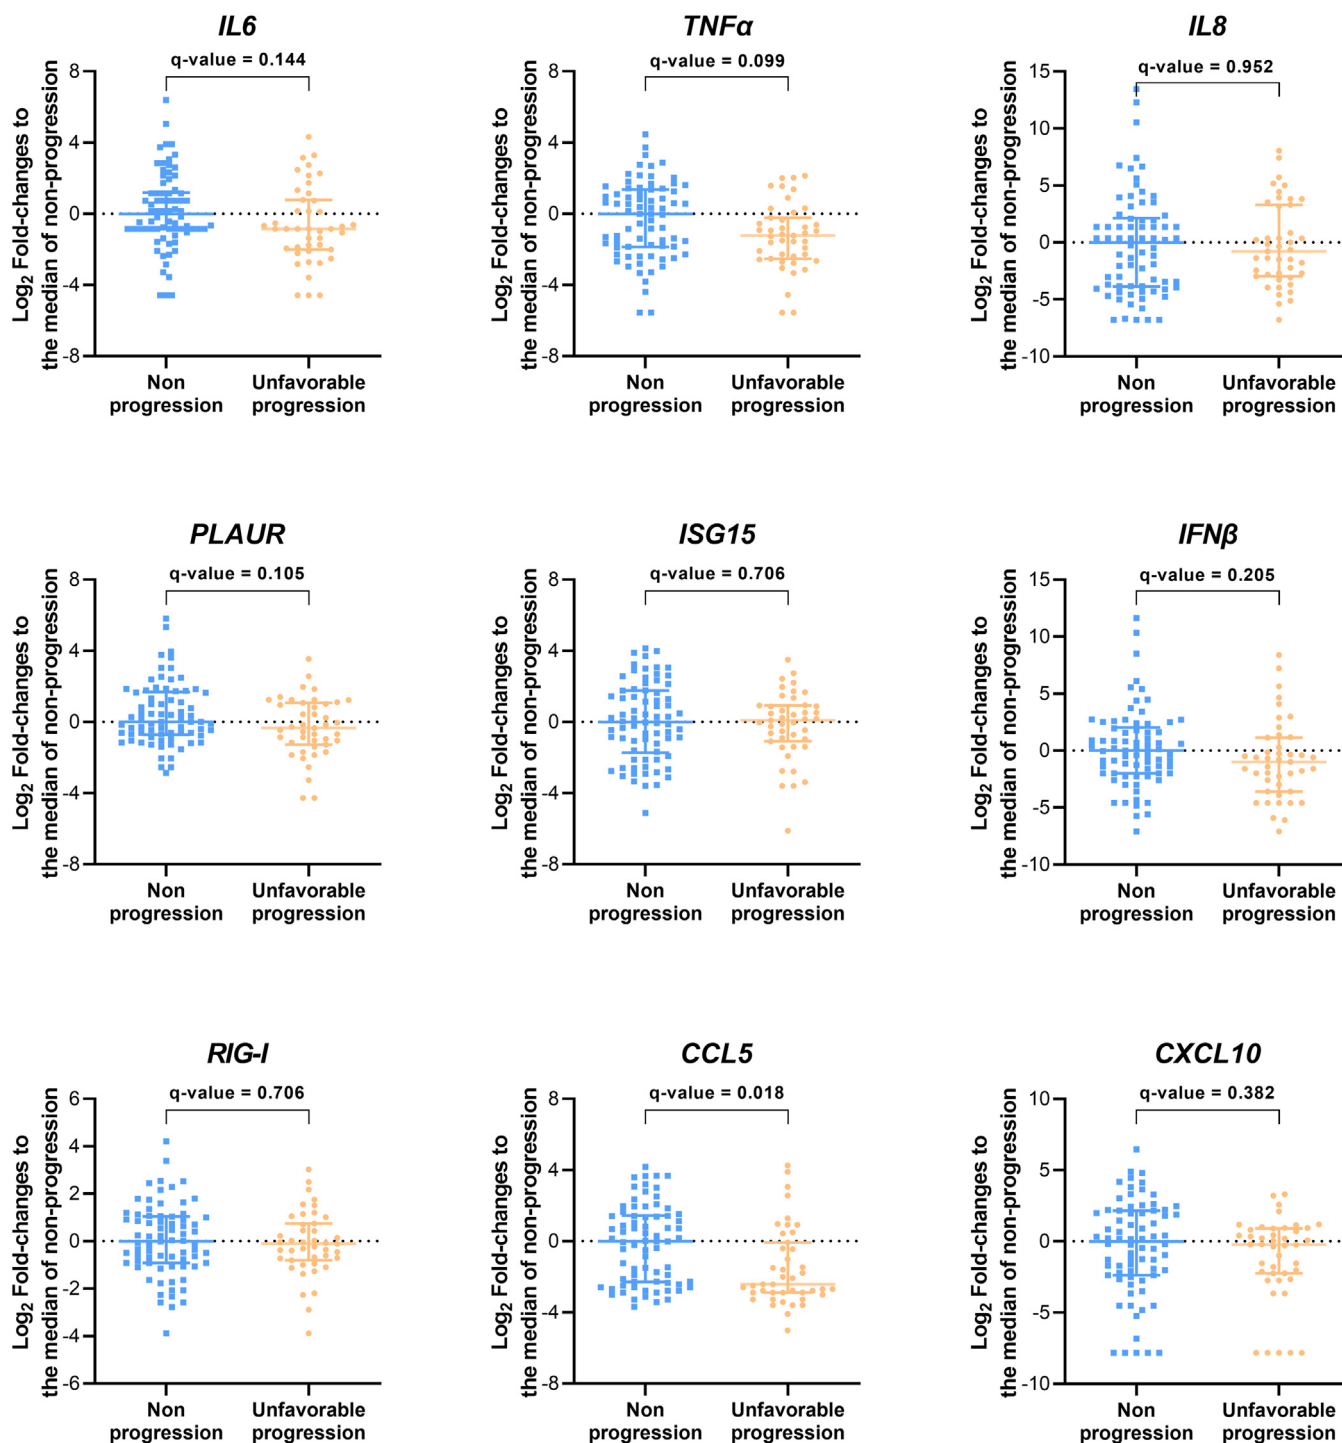 IL6
q-value = 0.144
Log2 Fold-changes to
the median of non-progression
8
4
0
-4
-8
Non
progression
Unfavorable
progression
TNFα
q-value = 0.099
Log2 Fold-changes to
the median of non-progression
8
4
0
-4
-8
Non
progression
Unfavorable
progression
IL8
q-value = 0.952
Log2 Fold-changes to
the median of non-progression
15
10
5
0
-5
-10
Non
progression
Unfavorable
progression
PLAUR
q-value = 0.105
Log2 Fold-changes to
the median of non-progression
8
4
0
-4
-8
Non
progression
Unfavorable
progression
ISG15
q-value = 0.706
Log2 Fold-changes to
the median of non-progression
8
4
0
-4
-8
Non
progression
Unfavorable
progression
IFNβ
q-value = 0.205
Log2 Fold-changes to
the median of non-progression
15
10
5
0
-5
-10
Non
progression
Unfavorable
progression
RIG-I
q-value = 0.706
Log2 Fold-changes to
the median of non-progression
6
4
2
0
-2
-4
-6
Non
progression
Unfavorable
progression
CCL5
q-value = 0.018
Log2 Fold-changes to
the median of non-progression
8
4
0
-4
-8
Non
progression
Unfavorable
progression
CXCL10
q-value = 0.382
Log2 Fold-changes to
the median of non-progression
10
5
0
-5
-10
Non
progression
Unfavorable
progression